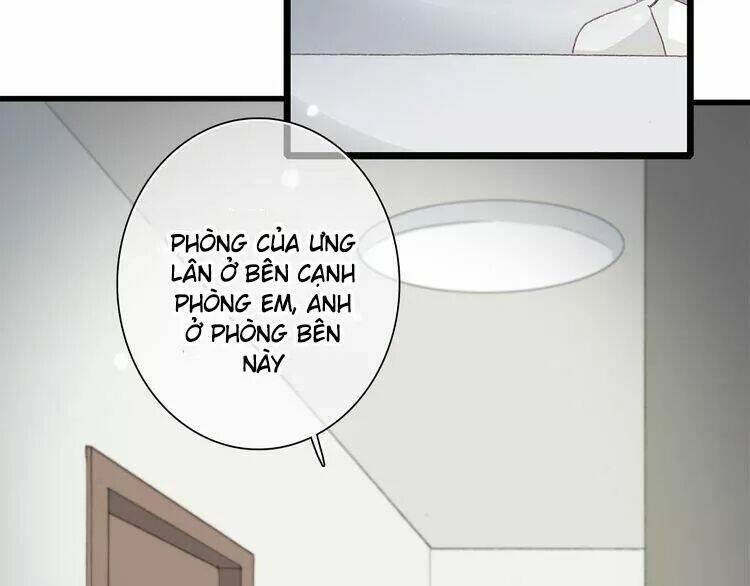 PHÒNG CỦA ƯNG
LÂN Ở BÊN CẠNH
PHÒNG EM, ANH
Ở PHÒNG BÊN
NÀY